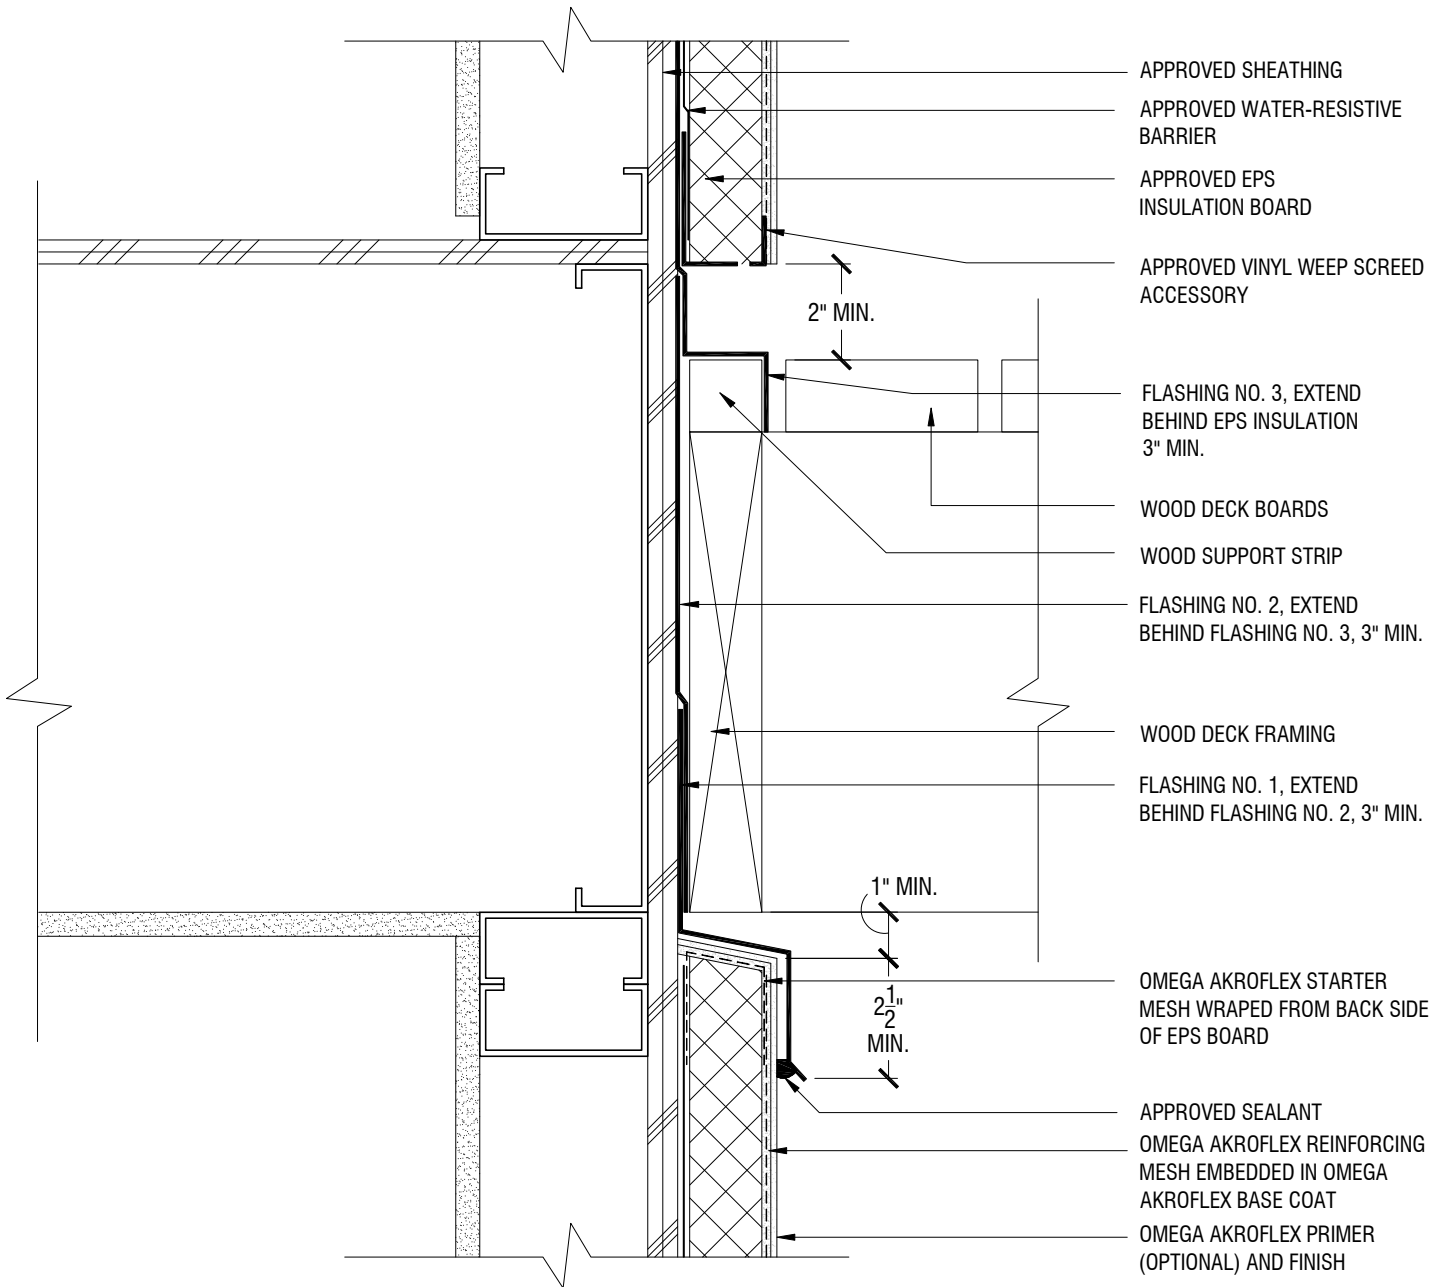 APPROVED SHEATHING
APPROVED WATER-RESISTIVE
BARRIER
APPROVED EPS
INSULATION BOARD
APPROVED VINYL WEEP SCREED
ACCESSORY
2" MIN.
FLASHING NO. 3, EXTEND
BEHIND EPS INSULATION
3" MIN.
WOOD DECK BOARDS
WOOD SUPPORT STRIP
FLASHING NO. 2, EXTEND
BEHIND FLASHING NO. 3, 3" MIN.
WOOD DECK FRAMING
FLASHING NO. 1, EXTEND
BEHIND FLASHING NO. 2, 3" MIN.
1" MIN.
2 1/2"
MIN.
OMEGA AKROFLEX STARTER
MESH WRAPED FROM BACK SIDE
OF EPS BOARD
APPROVED SEALANT
OMEGA AKROFLEX REINFORCING
MESH EMBEDDED IN OMEGA
AKROFLEX BASE COAT
OMEGA AKROFLEX PRIMER
(OPTIONAL) AND FINISH